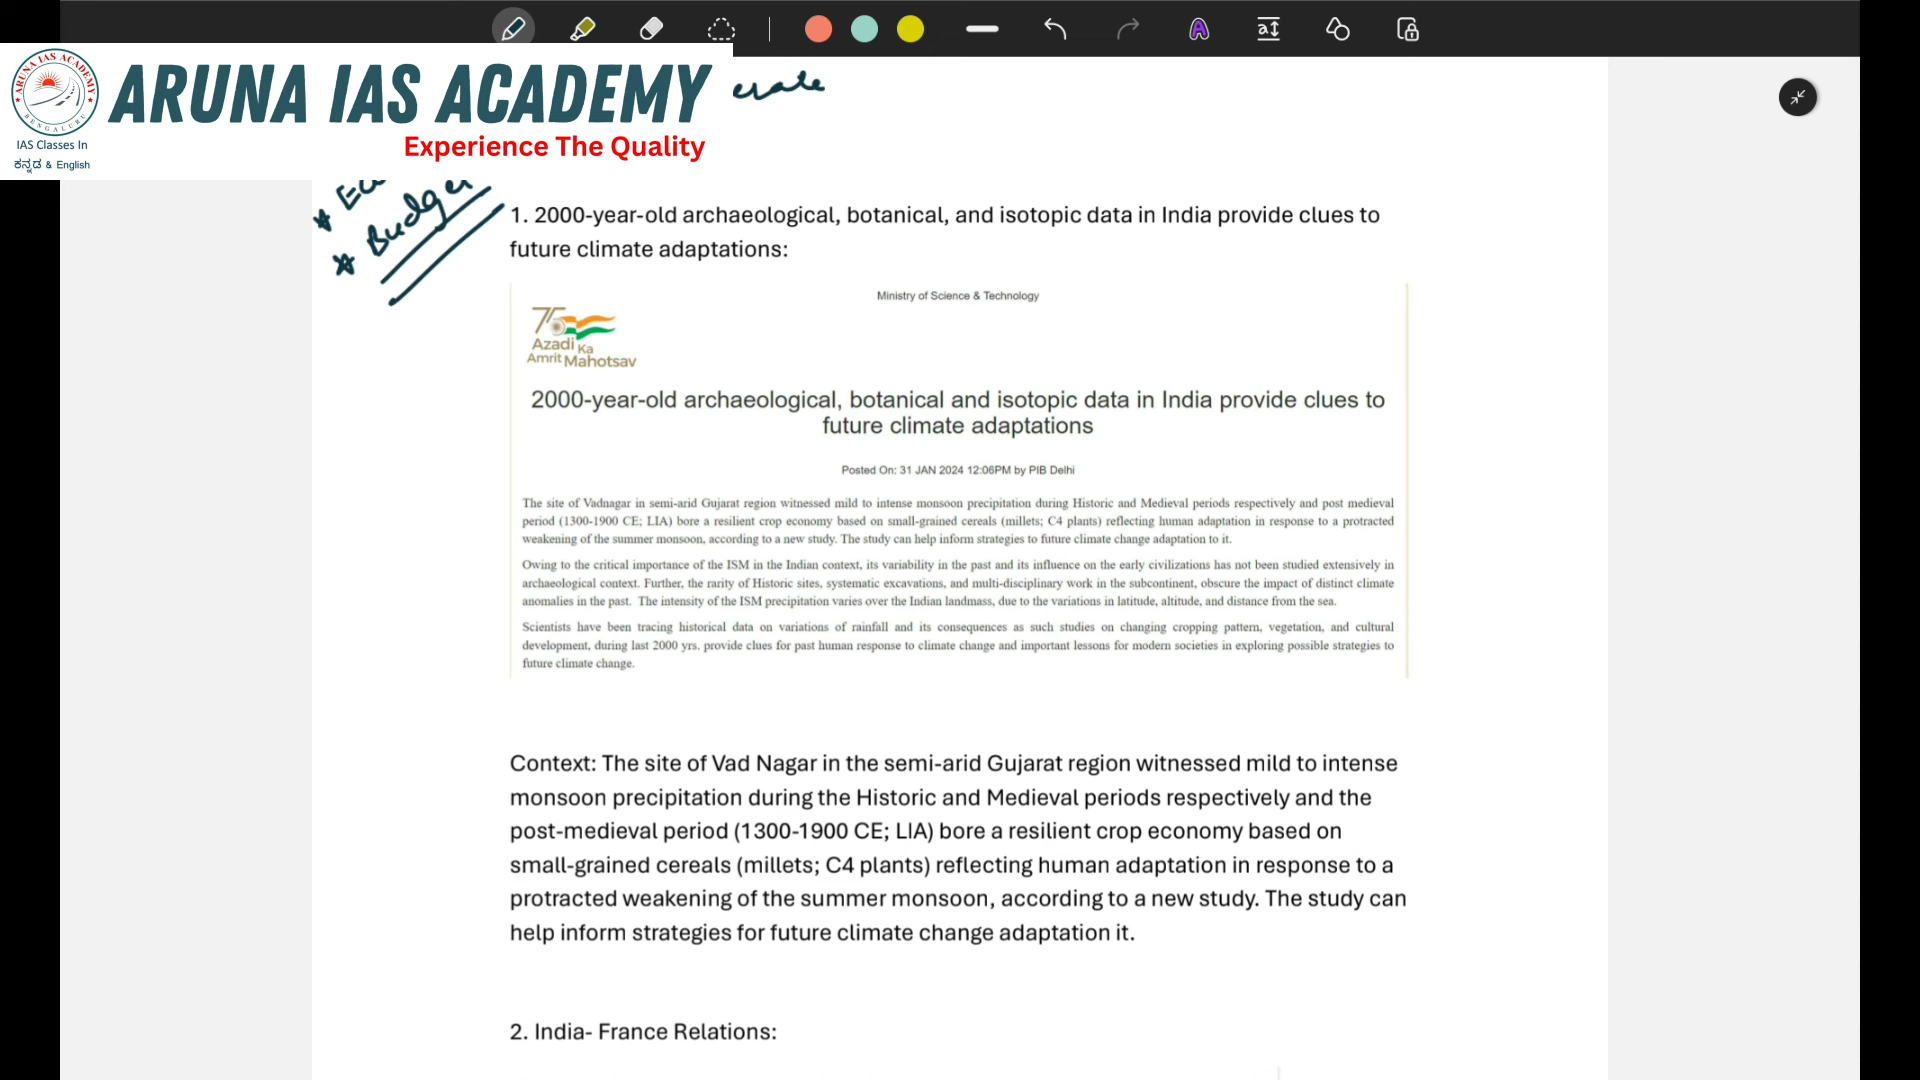 ARUNA IAS ACADEMY
BENGALURU
ARUNA IAS ACADEMY
Experience The Quality
IAS Classes In
ಕನ್ನಡ & English
Budge
1. 2000-year-old archaeological, botanical, and isotopic data in India provide clues to
future climate adaptations:
Ministry of Science & Technology
75
Azadi Ka
Amrit Mahotsav
2000-year-old archaeological, botanical and isotopic data in India provide clues to
future climate adaptations
Posted On: 31 JAN 2024 12:06PM by PIB Delhi
The site of Vadnagar in semi-arid Gujarat region witnessed mild to intense monsoon precipitation during Historic and Medieval periods respectively and post medieval
period (1300-1900 CE; LIA) bore a resilient crop economy based on small-grained cereals (millets; C4 plants) reflecting human adaptation in response to a protracted
weakening of the summer monsoon, according to a new study. The study can help inform strategies to future climate change adaptation to it.
Owing to the critical importance of the ISM in the Indian context, its variability in the past and its influence on the early civilizations has not been studied extensively in
archaeological context. Further, the rarity of Historic sites, systematic excavations, and multi-disciplinary work in the subcontinent, obscure the impact of distinct climate
anomalies in the past. The intensity of the ISM precipitation varies over the Indian landmass, due to the variations in latitude, altitude, and distance from the sea.
Scientists have been tracing historical data on variations of rainfall and its consequences as such studies on changing cropping pattern, vegetation, and cultural
development, during last 2000 yrs. provide clues for past human response to climate change and important lessons for modern societies in exploring possible strategies to
future climate change.
Context: The site of Vad Nagar in the semi-arid Gujarat region witnessed mild to intense
monsoon precipitation during the Historic and Medieval periods respectively and the
post-medieval period (1300-1900 CE; LIA) bore a resilient crop economy based on
small-grained cereals (millets; C4 plants) reflecting human adaptation in response to a
protracted weakening of the summer monsoon, according to a new study. The study can
help inform strategies for future climate change adaptation it.
2. India- France Relations: